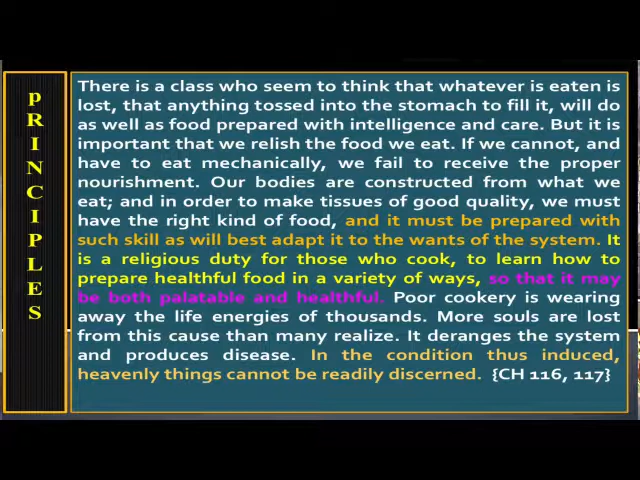 pRINCIPLES
There is a class who seem to think that whatever is eaten is
lost, that anything tossed into the stomach to fill it, will do
as well as food prepared with intelligence and care. But it is
important that we relish the food we eat. If we cannot, and
have to eat mechanically, we fail to receive the proper
nourishment. Our bodies are constructed from what we
eat; and in order to make tissues of good quality, we must
have the right kind of food, and it must be prepared with
such skill as will best adapt it to the wants of the system. It
is a religious duty for those who cook, to learn how to
prepare healthful food in a variety of ways, so that it may
be both palatable and healthful. Poor cookery is wearing
away the life energies of thousands. More souls are lost
from this cause than many realize. It deranges the system
and produces disease. In the condition thus induced,
heavenly things cannot be readily discerned. {CH 116, 117}